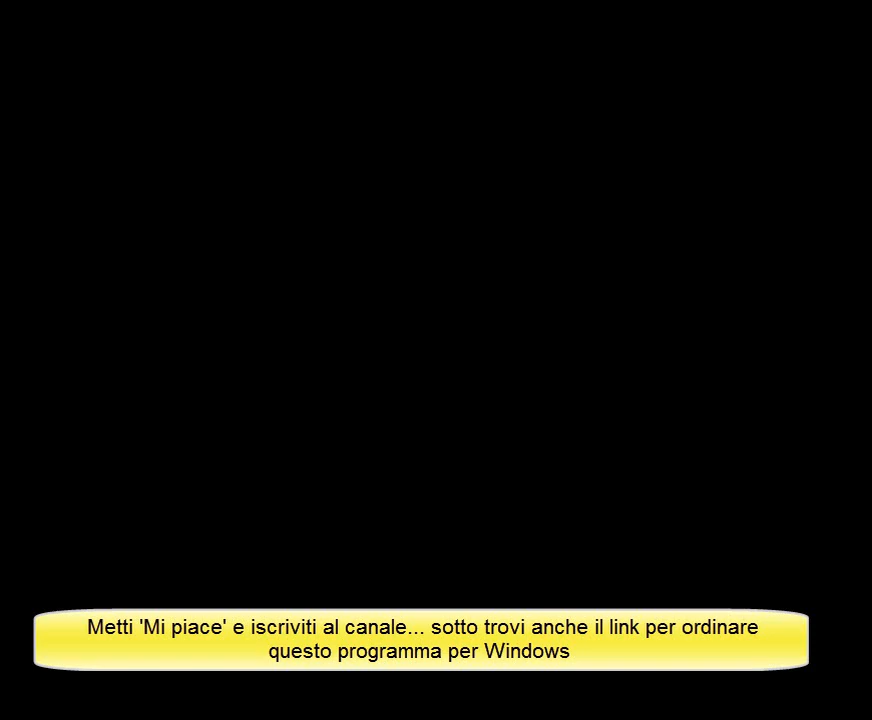 Metti 'Mi piace' e iscriviti al canale... sotto trovi anche il link per ordinare
questo programma per Windows